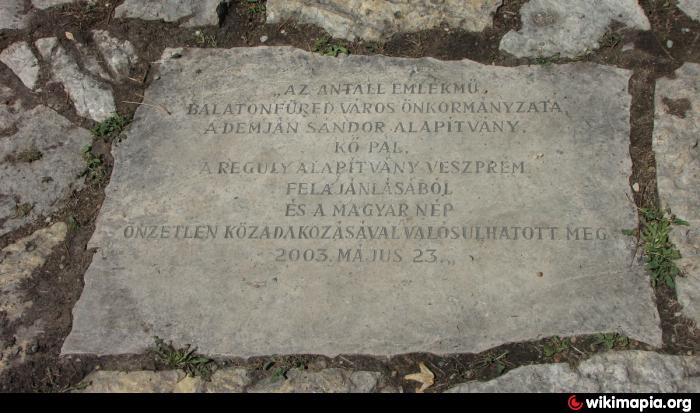 „AZ ANTALL EMLÉKMŰ
BALATONFÜRED VÁROS ÖNKORMÁNYZATA,
A DEMJÁN SÁNDOR ALAPÍTVÁNY,
KŐ PÁL,
A REGULY ALAPÍTVÁNY VESZPRÉM
FELAJÁNLÁSÁBÓL
ÉS A MAGYAR NÉP
ÖNZETLEN KÖZADAKOZÁSÁVAL VALÓSULHATOTT MEG
2003. MÁJUS 23.„
wikimapia.org